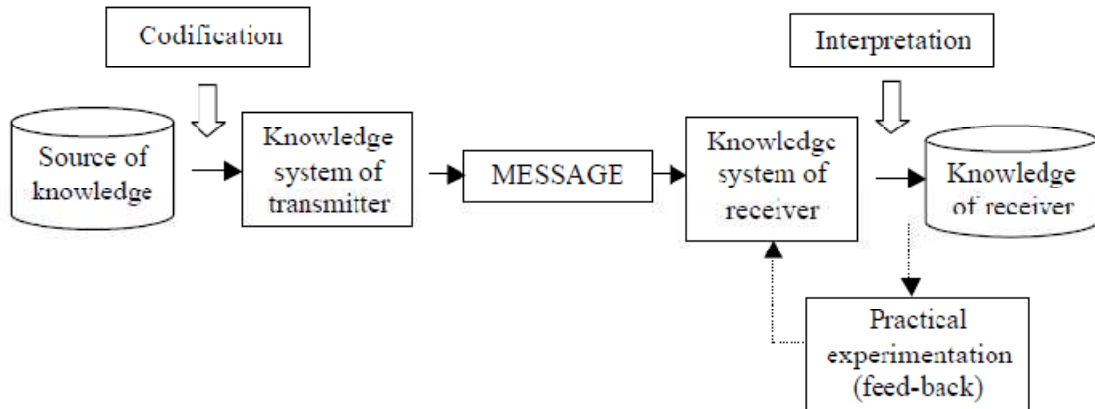 Codification
Interpretation
Source of
knowledge
Knowledge
system of
transmitter
MESSAGE
Knowledge
system of
receiver
Knowledge
of receiver
Practical
experimentation
(feed-back)